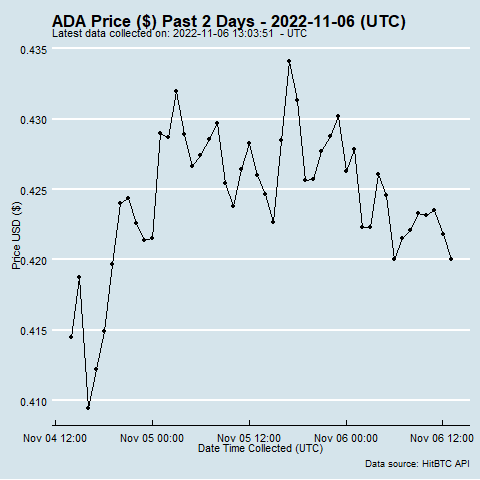 ADA Price ($) Past 2 Days - 2022-11-06 (UTC)
Latest data collected on: 2022-11-06 13:03:51 - UTC
0.435
0.430
0.425
0.420
0.415
0.410
Price USD ($)
Nov 04 12:00 Nov 05 00:00 Nov 05 12:00 Nov 06 00:00 Nov 06 12:00
Date Time Collected (UTC)
Data source: HitBTC API